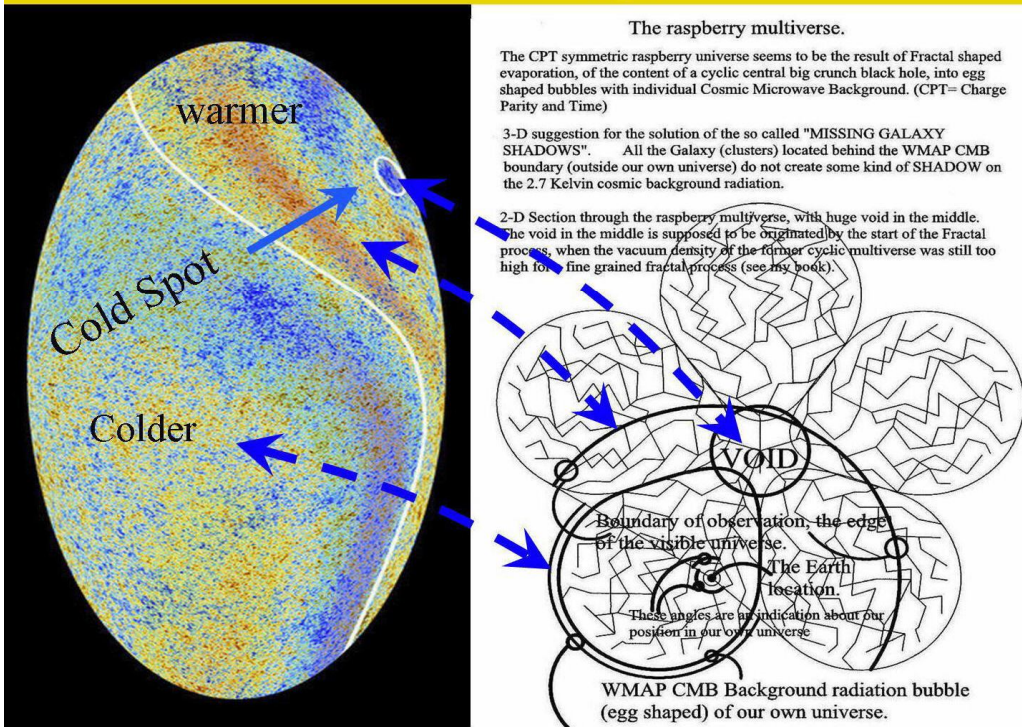 warmer
Cold Spot
Colder
The raspberry multiverse.
The CPT symmetric raspberry universe seems to be the result of Fractal shaped
evaporation, of the content of a cyclic central big crunch black hole, into egg
shaped bubbles with individual Cosmic Microwave Background. (CPT= Charge
Parity and Time)
3-D suggestion for the solution of the so called "MISSING GALAXY
SHADOWS". All the Galaxy (clusters) located behind the WMAP CMB
boundary (outside our own universe) do not create some kind of SHADOW on
the 2.7 Kelvin cosmic background radiation.
2-D Section through the raspberry multiverse, with huge void in the middle.
The void in the middle is supposed to be originated by the start of the Fractal
process, when the vacuum density of the former cyclic multiverse was still too
high for fine grained fractal process (see my book).
VOID
Boundary of observation, the edge
of the visible universe.
The Earth
location.
These angles are an indication about our
position in our own universe
WMAP CMB Background radiation bubble
(egg shaped) of our own universe.